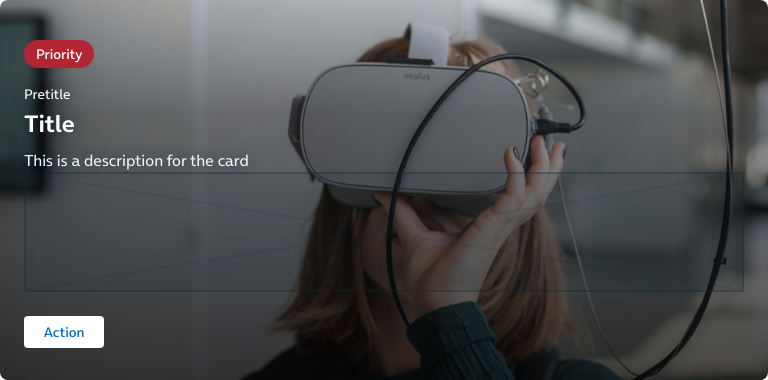 Priority
Pretitle
Title
This is a description for the card
Action
oculus